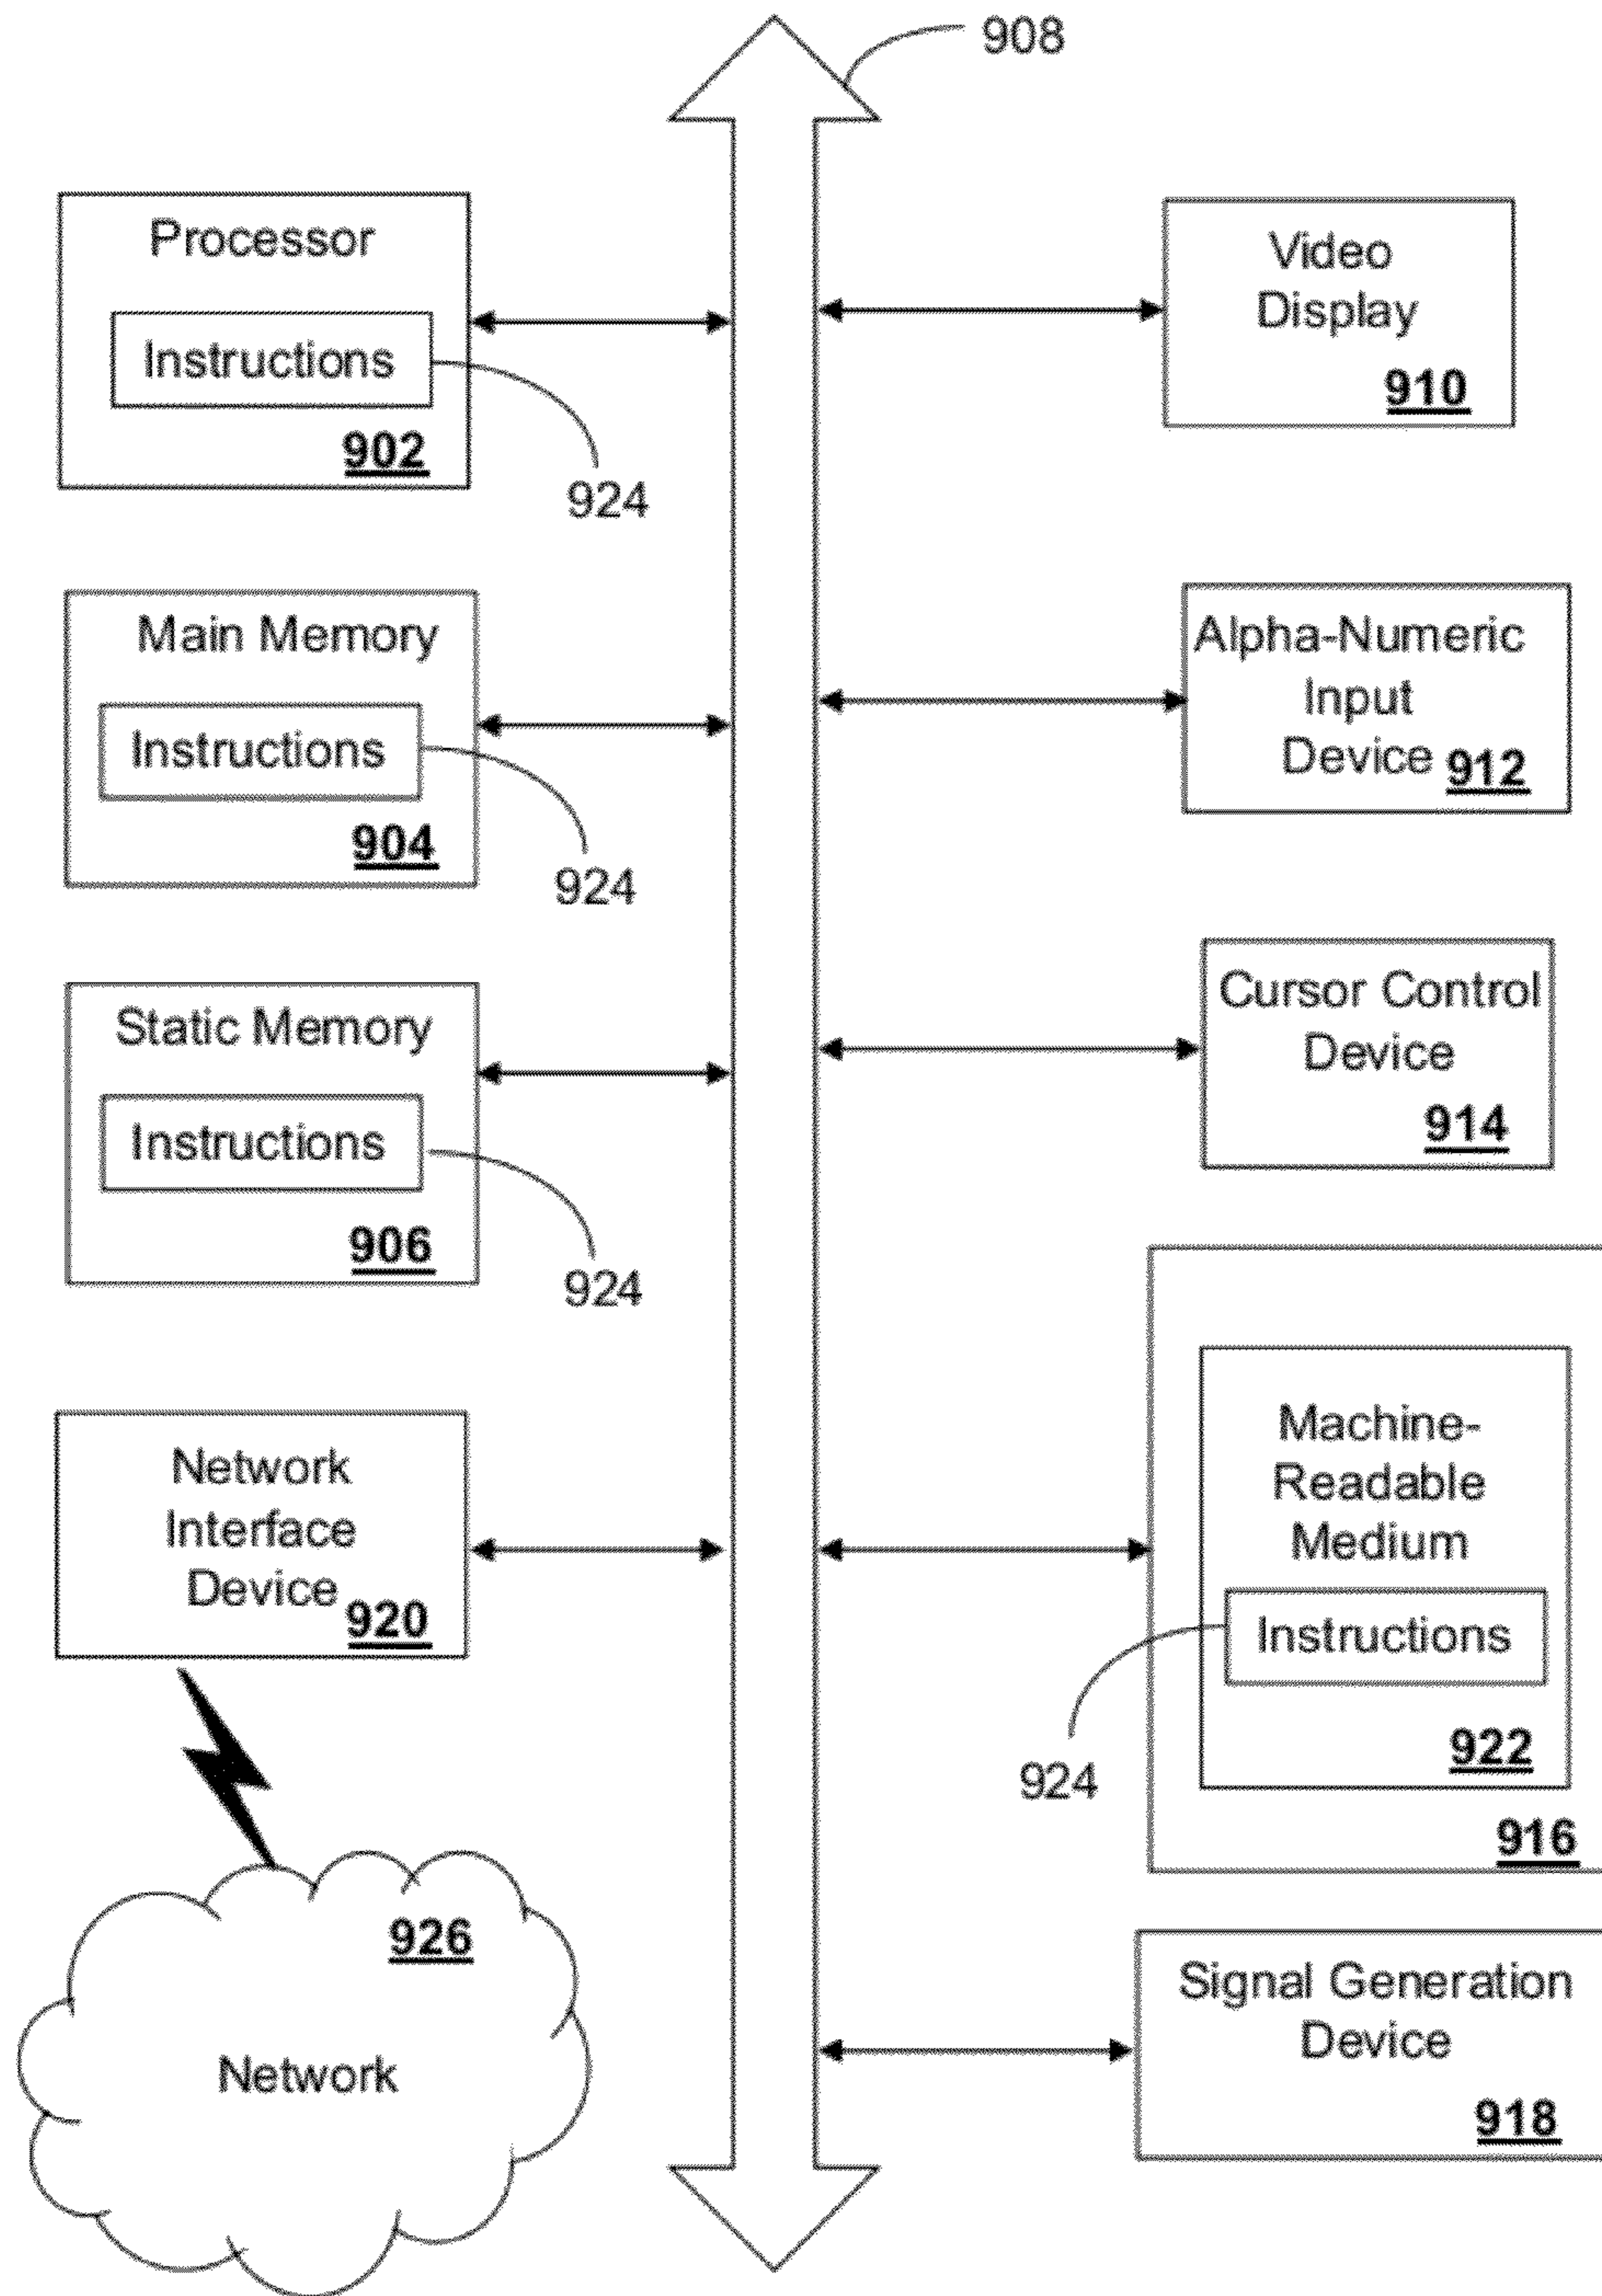 908
Processor
Instructions
902
924
Main Memory
Instructions
904
924
Static Memory
Instructions
906
924
Network
Interface
Device
920
926
Network
Video
Display
910
Alpha-Numeric
Input
Device 912
Cursor Control
Device
914
Machine-
Readable
Medium
Instructions
922
924
916
Signal Generation
Device
918